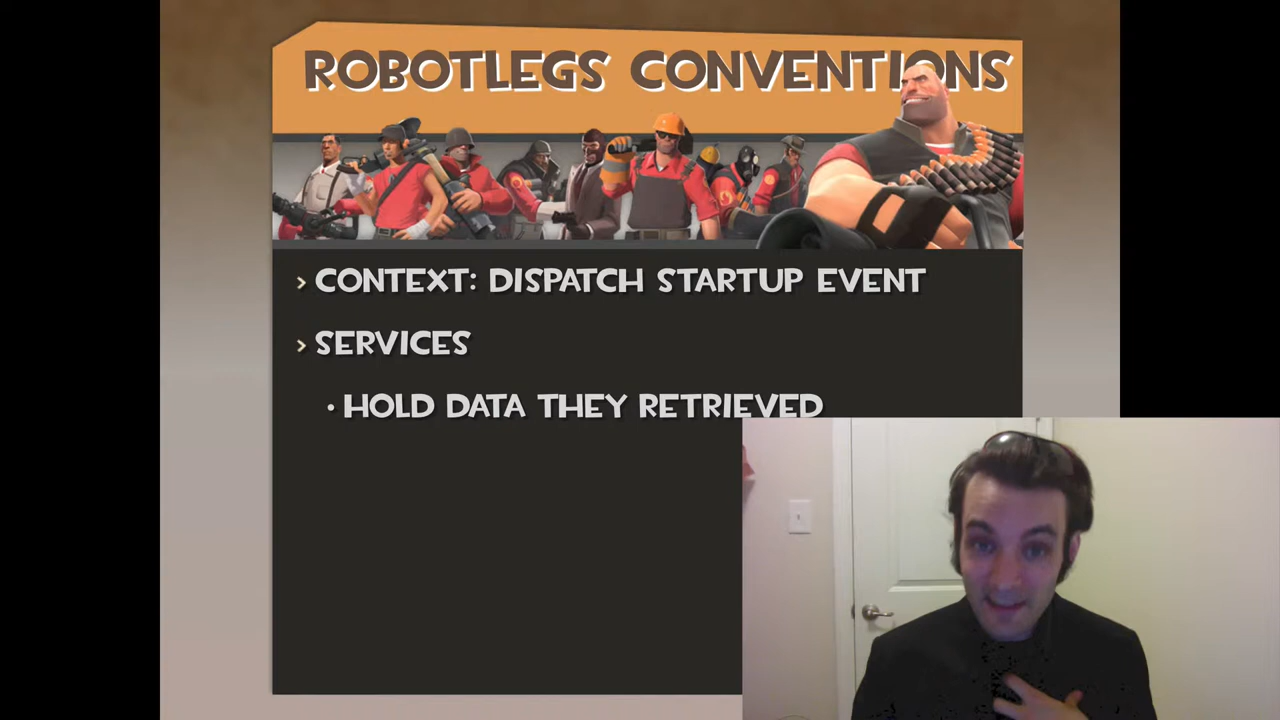 ROBOTLEGS CONVENTIONS
› CONTEXT: DISPATCH STARTUP EVENT
› SERVICES
• HOLD DATA THEY RETRIEVED